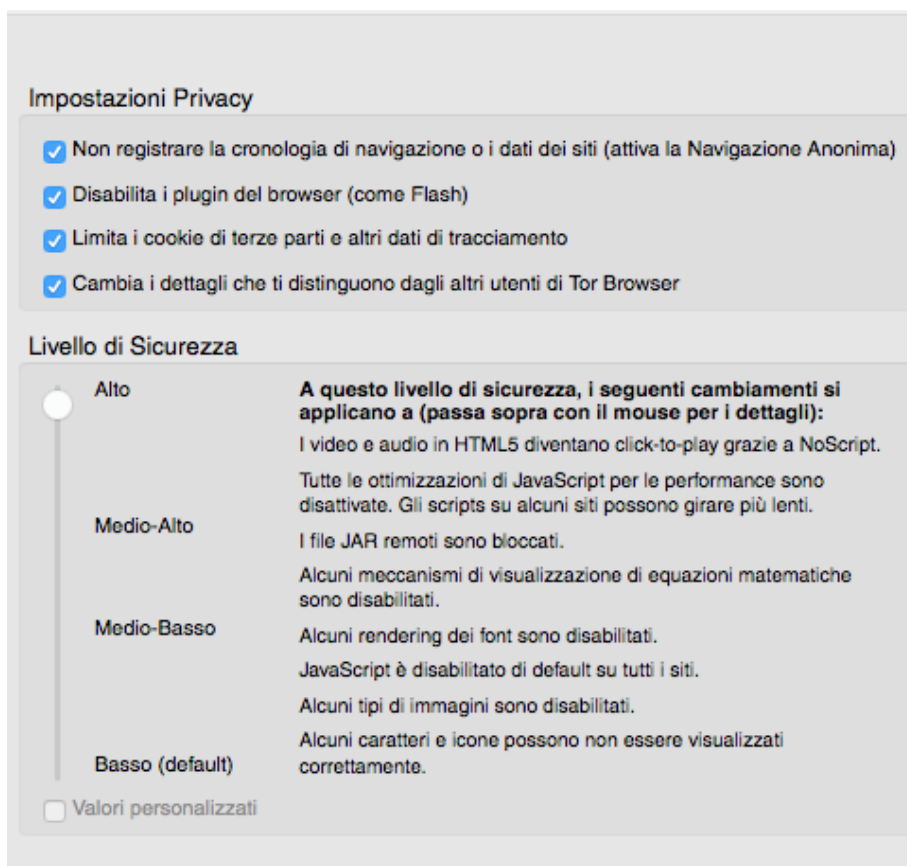 Impostazioni Privacy
Non registrare la cronologia di navigazione o i dati dei siti (attiva la Navigazione Anonima)
Disabilita i plugin del browser (come Flash)
Limita i cookie di terze parti e altri dati di tracciamento
Cambia i dettagli che ti distinguono dagli altri utenti di Tor Browser
Livello di Sicurezza
Alto
A questo livello di sicurezza, i seguenti cambiamenti si
applicano a (passa sopra con il mouse per i dettagli):
I video e audio in HTML5 diventano click-to-play grazie a NoScript.
Tutte le ottimizzazioni di JavaScript per le performance sono
disattivate. Gli scripts su alcuni siti possono girare più lenti.
Medio-Alto
I file JAR remoti sono bloccati.
Alcuni meccanismi di visualizzazione di equazioni matematiche
sono disabilitati.
Medio-Basso
Alcuni rendering dei font sono disabilitati.
JavaScript è disabilitato di default su tutti i siti.
Alcuni tipi di immagini sono disabilitati.
Alcuni caratteri e icone possono non essere visualizzati
correttamente.
Basso (default)
Valori personalizzati